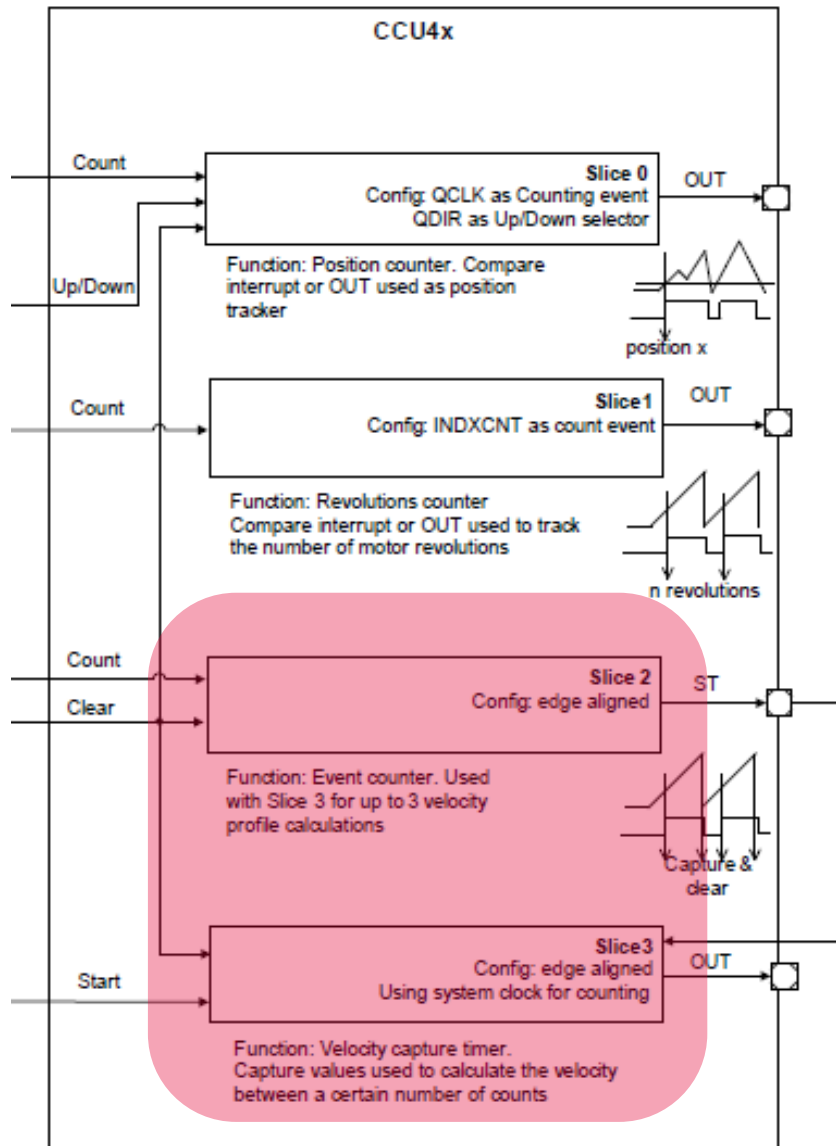 CCU4x
Count
Slice 0
Config: QCLK as Counting event
QDIR as Up/Down selector
OUT
Up/Down
Function: Position counter. Compare
interrupt or OUT used as position
tracker
position x
Count
Slice1
Config: INDXCNT as count event
OUT
Function: Revolutions counter
Compare interrupt or OUT used to track
the number of motor revolutions
n revolutions
Count
Clear
Slice 2
Config: edge aligned
ST
Function: Event counter. Used
with Slice 3 for up to 3 velocity
profile calculations
Capture &
clear
Start
Slice3
Config: edge aligned
Using system clock for counting
OUT
Function: Velocity capture timer.
Capture values used to calculate the velocity
between a certain number of counts